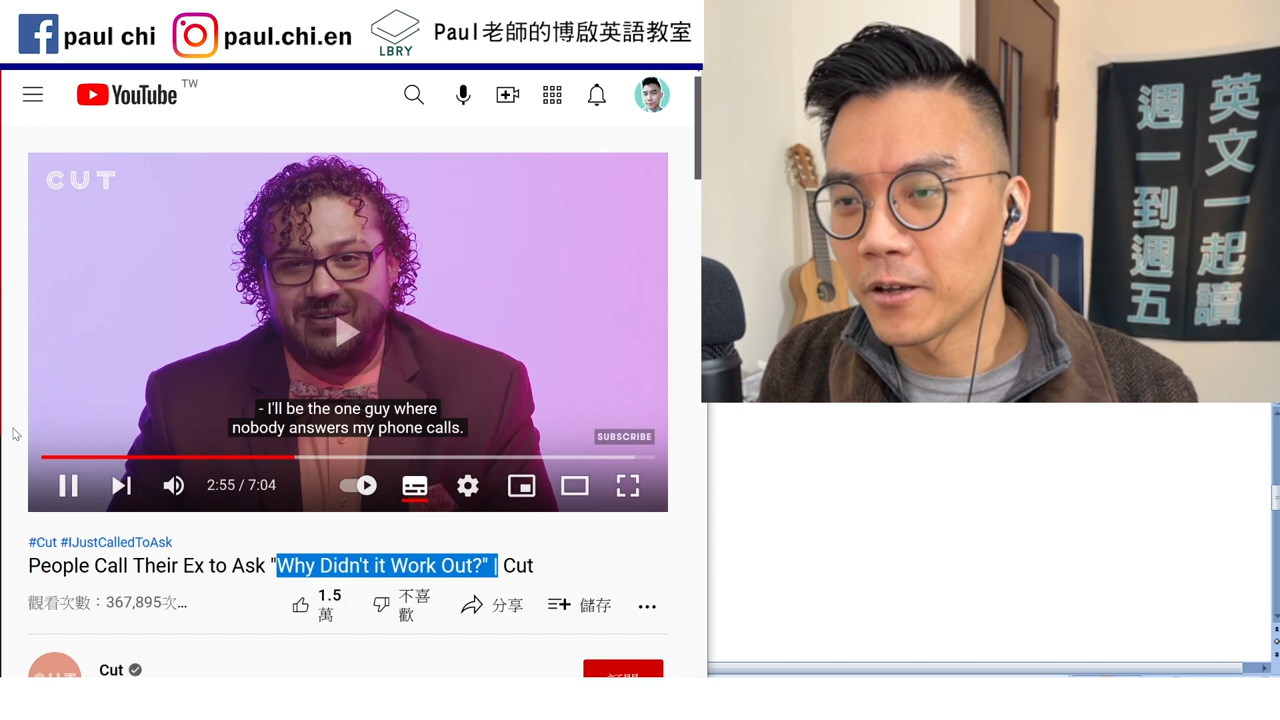 paul chi
paul.chi.en
LBRY
Paul老師的博啟英語教室
YouTube TW
CUT
- I'll be the one guy where
nobody answers my phone calls.
SUBSCRIBE
2:55 / 7:04
#Cut #IJustCalledToAsk
People Call Their Ex to Ask "Why Didn't it Work Out?" | Cut
觀看次數：367,895次...
1.5
萬
不喜
歡
分享
儲存
Cut
英文一起讀
週一到週五